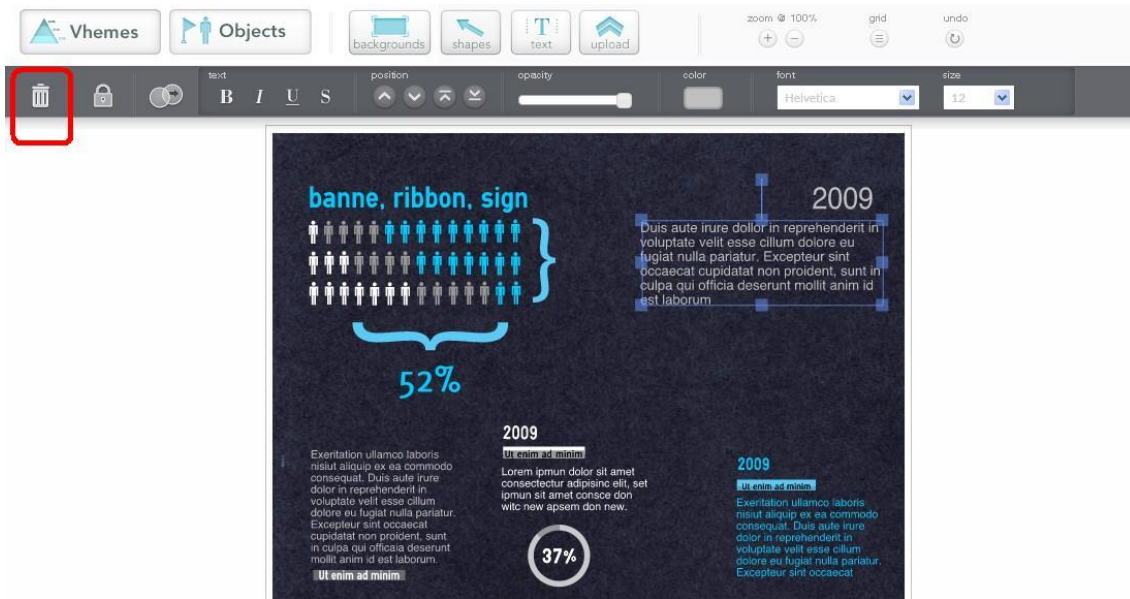 Vhemes
Objects
backgrounds
shapes
T
text
upload
zoom @ 100%
grid
undo
text
B I U S
position
opacity
color
font
Helvetica
size
12
banne, ribbon, sign
52%
2009
Duis aute irure dollor in reprehenderit in
voluptate velit esse cillum dolore eu
fugiat nulla pariatur. Excepteur sint
occaecat cupidatat non proident, sunt in
culpa qui officia deserunt mollit anim id
est laborum
Exeritation ullamco laboris
nisiut aliquip ex ea commodo
consequat. Duis aute irure
dolor in reprehenderit in
voluptate velit esse cillum
dolore eu fugiat nulla pariatur.
Excepteur sint occaecat
cupidatat non proident, sunt
in culpa qui officaia deserunt
mollit anim id est laborum.
Ut enim ad minim
2009
Ut enim ad minim
Lorem ipmun dolor sit amet
consectectur adipisinc elit, set
ipmun sit amet consce don
witc new apsem don new.
37%
2009
Ut enim ad minim
Exeritation ullamco laboris
nisiut aliquip ex ea commodo
consequat. Duis aute irure
dolor in reprehenderit in
voluptate velit esse cillum
dolore eu fugiat nulla pariatur.
Excepteur sint occaecat